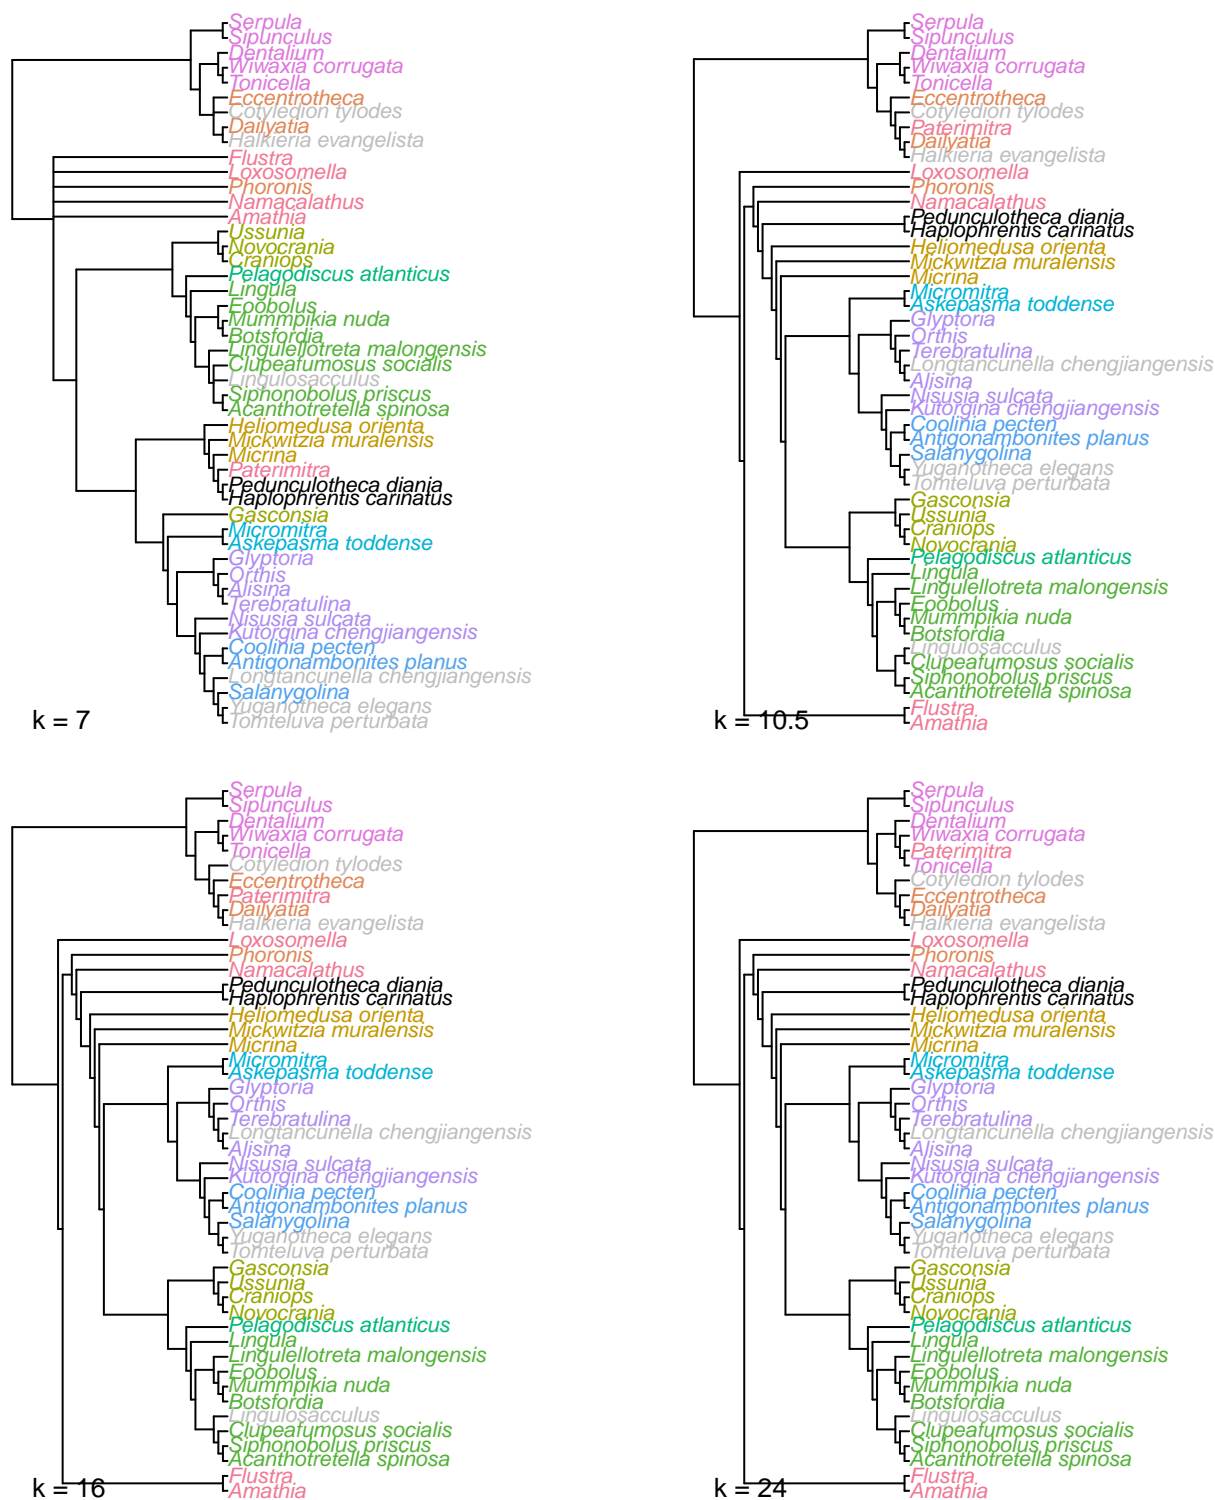 Serpula
Sipunculus
Dentalium
Wiwaxia corrugata
Tonicella
Eccentrotheca
Cotyledion tylodes
Dailyatia
Halkieria evangelista
Flustra
Loxosomella
Phoronis
Namacalathus
Amathia
Ussunia
Novocrania
Craniops
Pelagodiscus atlanticus
Lingula
Eoobolus
Mummpikia nuda
Botsfordia
Lingulellotreta malongensis
Clupeafumosus socialis
Lingulosacculus
Siphonobolus priscus
Acanthotretella spinosa
Heliomedusa orienta
Mickwitzia muralensis
Micrina
Paterimitra
Pedunculotheca diania
Haplophrentis carinatus
Gasconsia
Micromitra
Askepasma toddense
Glyptoria
Orthis
Alisina
Terebratulina
Nisusia sulcata
Kutorgina chengjiangensis
Coolinia pecten
Antigonambonites planus
Longtancunella chengjiangensis
Salanygolina
Yuganotheca elegans
Tomteluva perturbata
k = 7
Serpula
Sipunculus
Dentalium
Wiwaxia corrugata
Tonicella
Eccentrotheca
Cotyledion tylodes
Paterimitra
Dailyatia
Halkieria evangelista
Loxosomella
Phoronis
Namacalathus
Pedunculotheca diania
Haplophrentis carinatus
Heliomedusa orienta
Mickwitzia muralensis
Micrina
Micromitra
Askepasma toddense
Glyptoria
Orthis
Terebratulina
Longtancunella chengjiangensis
Alisina
Nisusia sulcata
Kutorgina chengjiangensis
Coolinia pecten
Antigonambonites planus
Salanygolina
Yuganotheca elegans
Tomteluva perturbata
Gasconsia
Ussunia
Craniops
Novocrania
Pelagodiscus atlanticus
Lingula
Lingulellotreta malongensis
Eoobolus
Mummpikia nuda
Botsfordia
Lingulosacculus
Clupeafumosus socialis
Siphonobolus priscus
Acanthotretella spinosa
Flustra
Amathia
k = 10.5
Serpula
Sipunculus
Dentalium
Wiwaxia corrugata
Tonicella
Cotyledion tylodes
Eccentrotheca
Paterimitra
Dailyatia
Halkieria evangelista
Loxosomella
Phoronis
Namacalathus
Pedunculotheca diania
Haplophrentis carinatus
Heliomedusa orienta
Mickwitzia muralensis
Micrina
Micromitra
Askepasma toddense
Glyptoria
Orthis
Terebratulina
Longtancunella chengjiangensis
Alisina
Nisusia sulcata
Kutorgina chengjiangensis
Coolinia pecten
Antigonambonites planus
Salanygolina
Yuganotheca elegans
Tomteluva perturbata
Gasconsia
Ussunia
Craniops
Novocrania
Pelagodiscus atlanticus
Lingula
Lingulellotreta malongensis
Eoobolus
Mummpikia nuda
Botsfordia
Lingulosacculus
Clupeafumosus socialis
Siphonobolus priscus
Acanthotretella spinosa
Flustra
Amathia
k = 16
Serpula
Sipunculus
Dentalium
Wiwaxia corrugata
Paterimitra
Tonicella
Cotyledion tylodes
Eccentrotheca
Dailyatia
Halkieria evangelista
Loxosomella
Phoronis
Namacalathus
Pedunculotheca diania
Haplophrentis carinatus
Heliomedusa orienta
Mickwitzia muralensis
Micrina
Micromitra
Askepasma toddense
Glyptoria
Orthis
Terebratulina
Longtancunella chengjiangensis
Alisina
Nisusia sulcata
Kutorgina chengjiangensis
Coolinia pecten
Antigonambonites planus
Salanygolina
Yuganotheca elegans
Tomteluva perturbata
Gasconsia
Ussunia
Craniops
Novocrania
Pelagodiscus atlanticus
Lingula
Lingulellotreta malongensis
Eoobolus
Mummpikia nuda
Botsfordia
Lingulosacculus
Clupeafumosus socialis
Siphonobolus priscus
Acanthotretella spinosa
Flustra
Amathia
k = 24